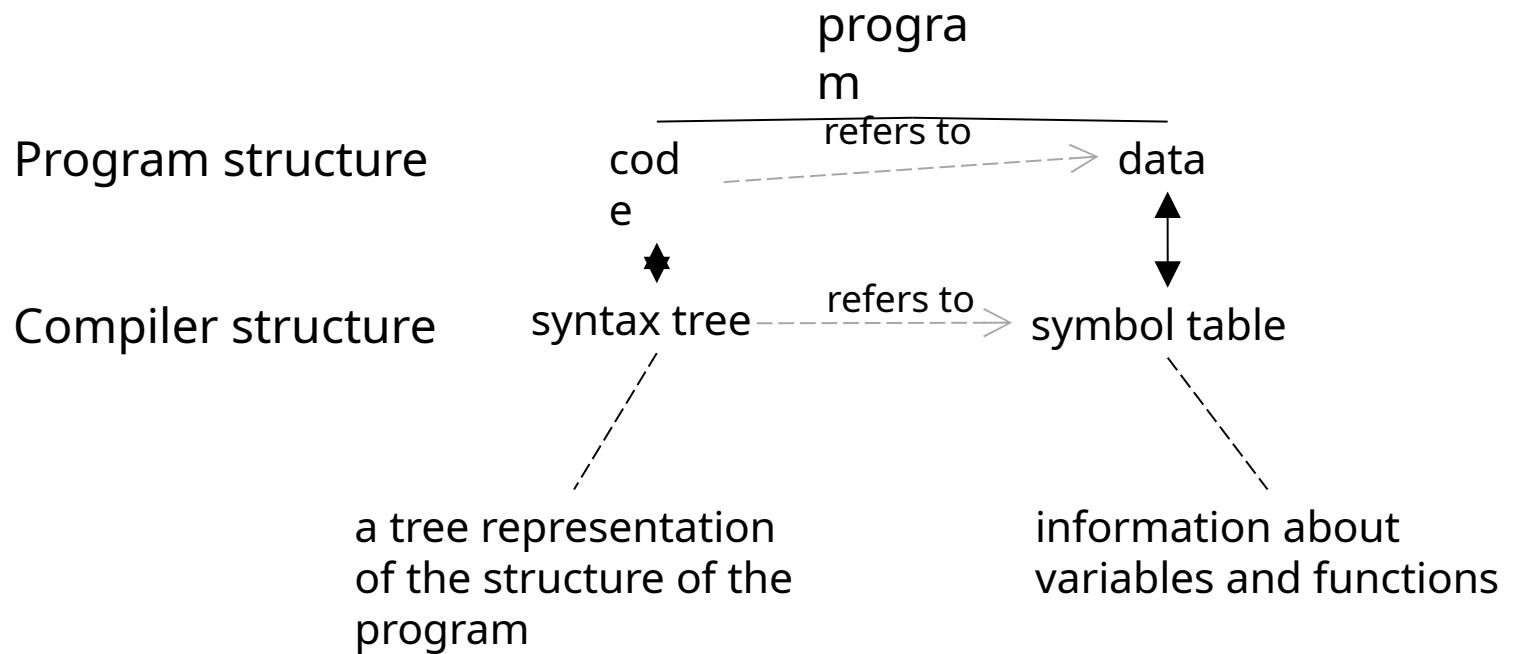 progra
m
refers to
Program structure
cod
e
data
refers to
Compiler structure
syntax tree
symbol table
a tree representation
of the structure of the
program
information about
variables and functions